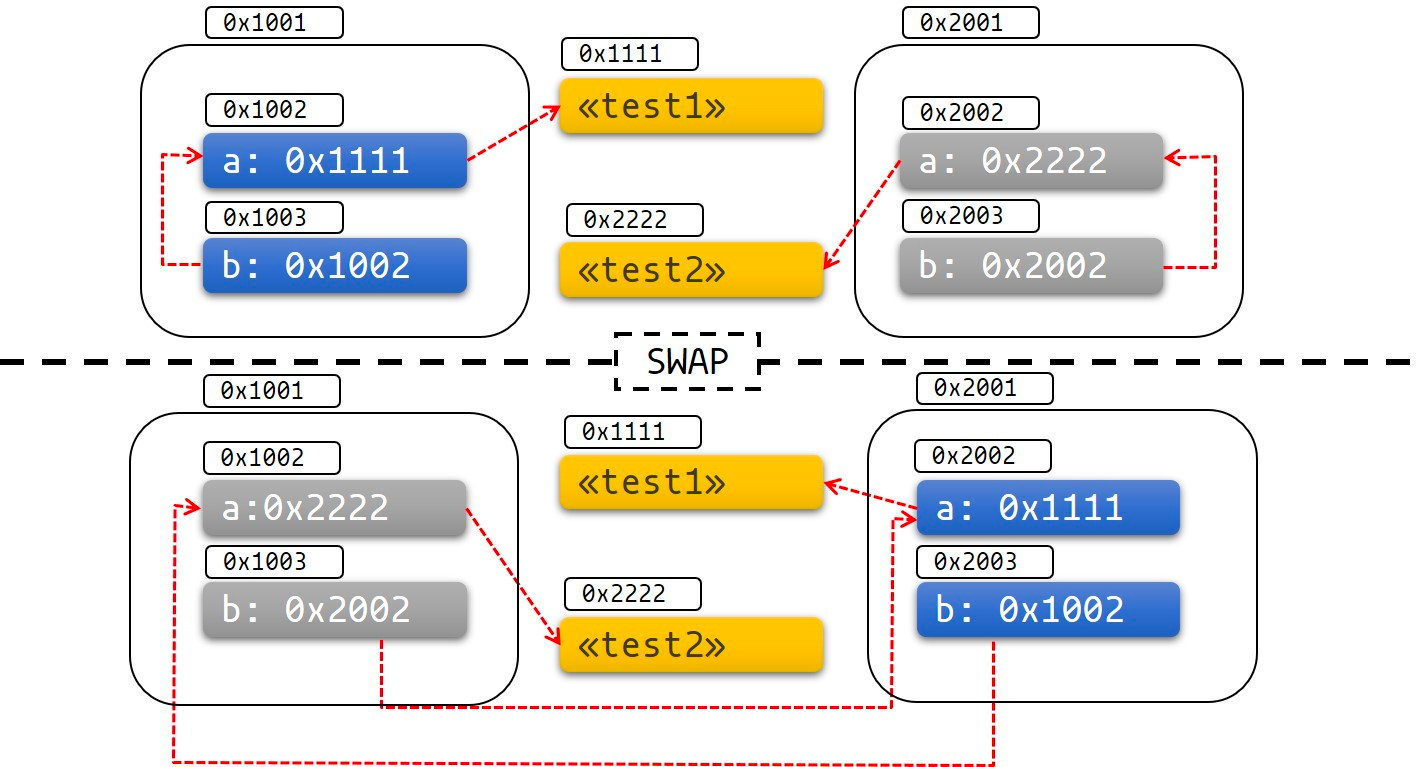 0x1001
0x1002
a: 0x1111
0x1003
b: 0x1002
0x1111
«test1»
0x2222
«test2»
0x2001
0x2002
a: 0x2222
0x2003
b: 0x2002
SWAP
0x1001
0x1002
a:0x2222
0x1003
b: 0x2002
0x1111
«test1»
0x2222
«test2»
0x2001
0x2002
a: 0x1111
0x2003
b: 0x1002